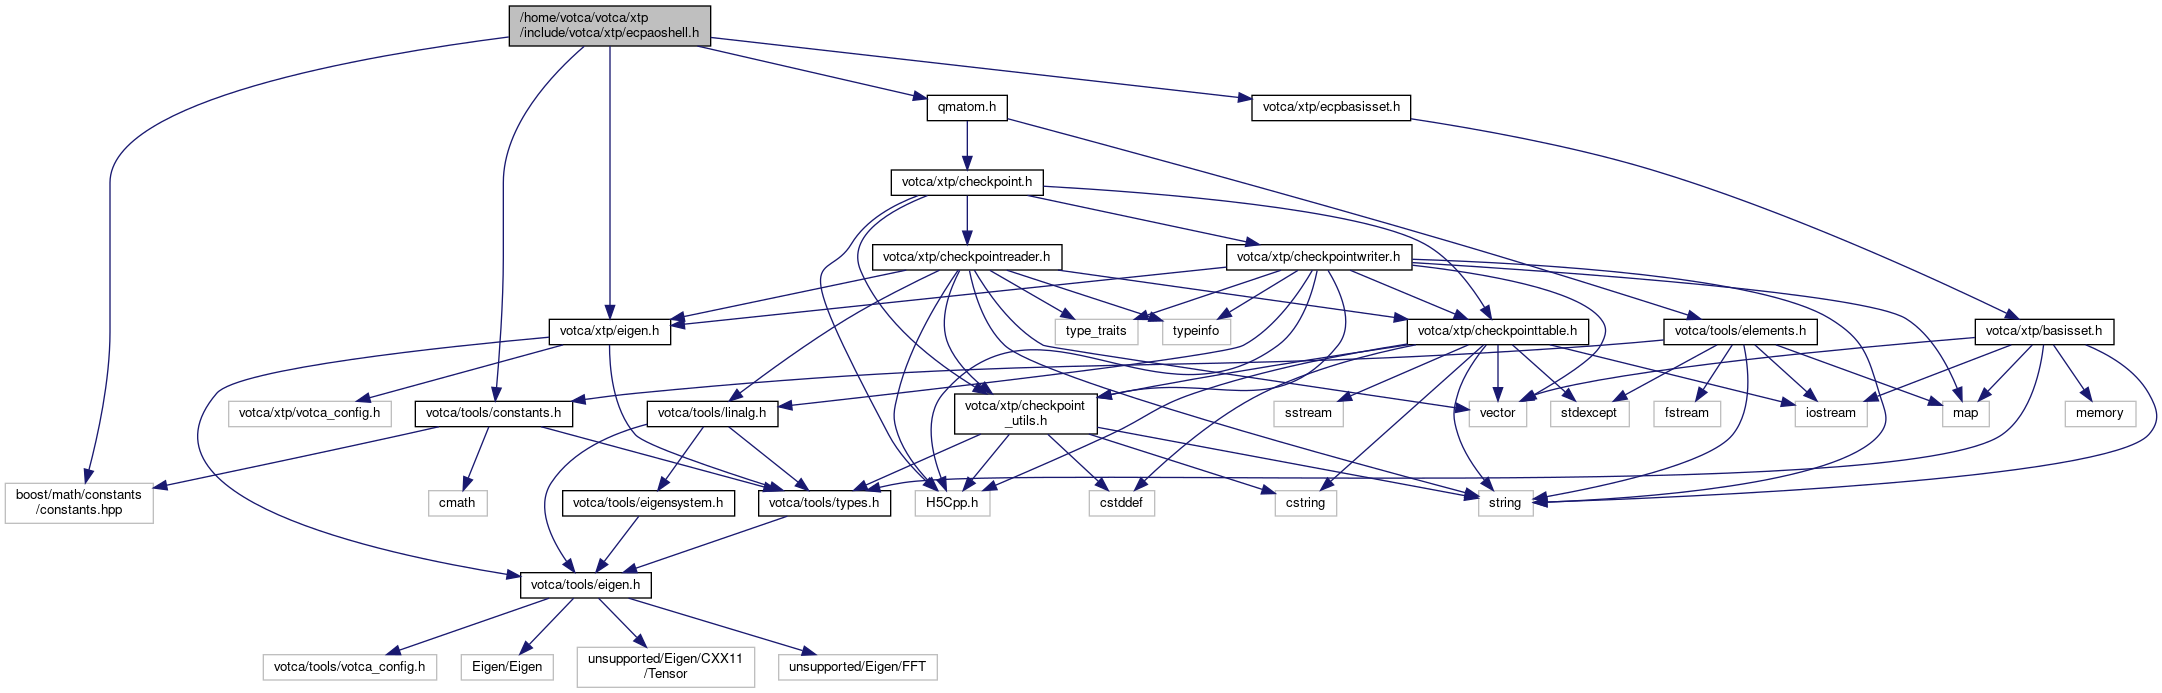 /home/votca/votca/xtp
/include/votca/xtp/ecpaoshell.h
qmatom.h
votca/xtp/ecpbasisset.h
votca/xtp/checkpoint.h
votca/xtp/checkpointreader.h
votca/xtp/checkpointwriter.h
votca/xtp/eigen.h
type_traits
typeinfo
votca/xtp/checkpointtable.h
votca/tools/elements.h
votca/xtp/basisset.h
votca/xtp/votca_config.h
votca/tools/constants.h
votca/tools/linalg.h
votca/xtp/checkpoint
_utils.h
sstream
vector
stdexcept
fstream
iostream
map
memory
boost/math/constants
/constants.hpp
cmath
votca/tools/eigensystem.h
votca/tools/types.h
H5Cpp.h
cstddef
cstring
string
votca/tools/eigen.h
votca/tools/votca_config.h
Eigen/Eigen
unsupported/Eigen/CXX11
/Tensor
unsupported/Eigen/FFT